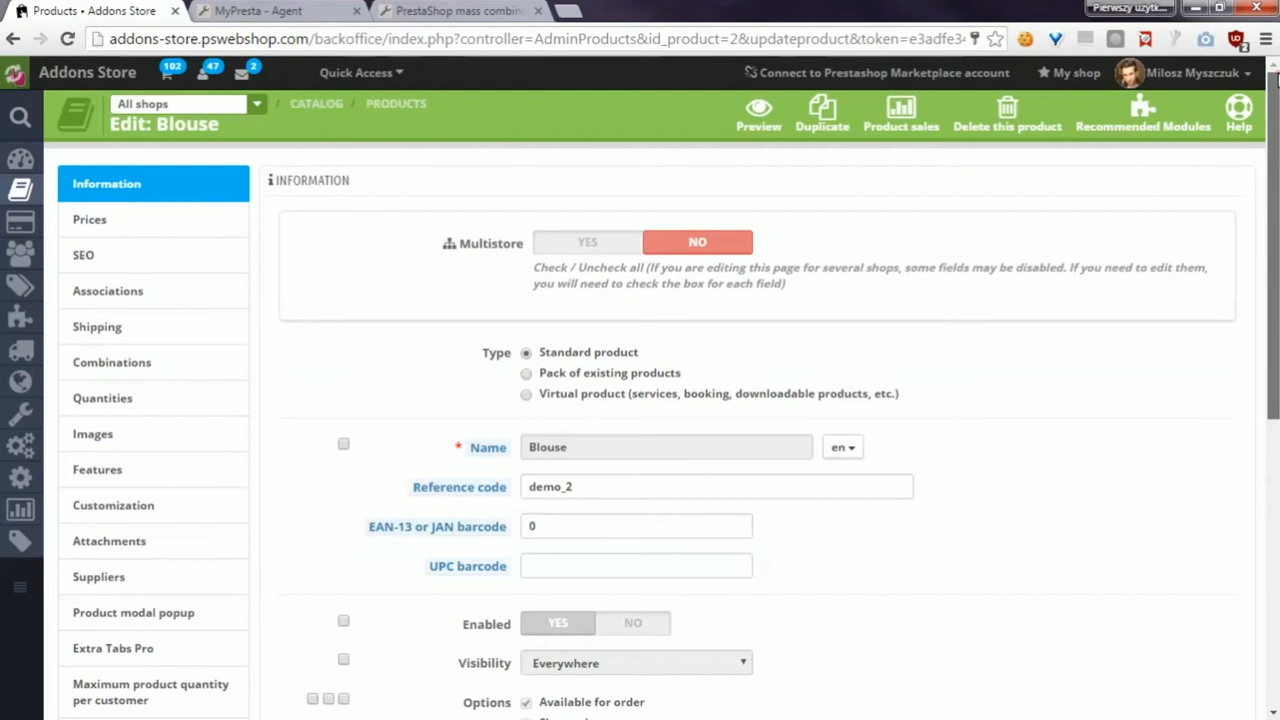 Products • Addons Store
MyPresta - Agent
PrestaShop mass combin
Pierwszy użytk...
addons-store.pswebshop.com/backoffice/index.php?controller=AdminProducts&id_product=2&updateproduct&token=e3adfe3
2
Addons Store
102
47
2
Quick Access
Connect to Prestashop Marketplace account
My shop
Milosz Myszczuk
All shops
/ CATALOG / PRODUCTS
Edit: Blouse
Preview
Duplicate
Product sales
Delete this product
Recommended Modules
Help
Information
Prices
SEO
Associations
Shipping
Combinations
Quantities
Images
Features
Customization
Attachments
Suppliers
Product modal popup
Extra Tabs Pro
Maximum product quantity
per customer
INFORMATION
Multistore YES NO
Check / Uncheck all (If you are editing this page for several shops, some fields may be disabled. If you need to edit them,
you will need to check the box for each field)
Type Standard product
Pack of existing products
Virtual product (services, booking, downloadable products, etc.)
* Name Blouse en
Reference code demo_2
EAN-13 or JAN barcode 0
UPC barcode
Enabled YES NO
Visibility Everywhere
Options Available for order